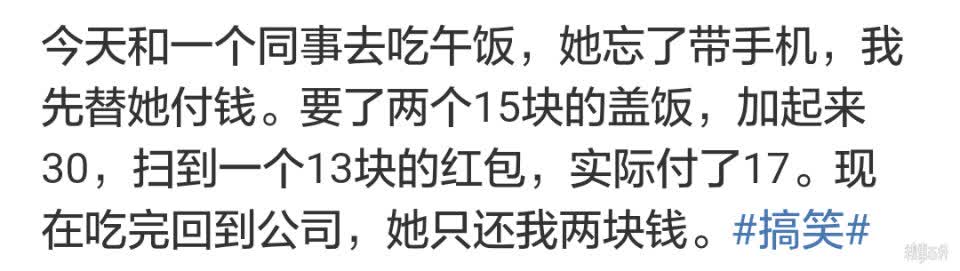 今天和一个同事去吃午饭，她忘了带手机，我
先替她付钱。要了两个15块的盖饭，加起来
30，扫到一个13块的红包，实际付了17。现
在吃完回到公司，她只还我两块钱。#搞笑#